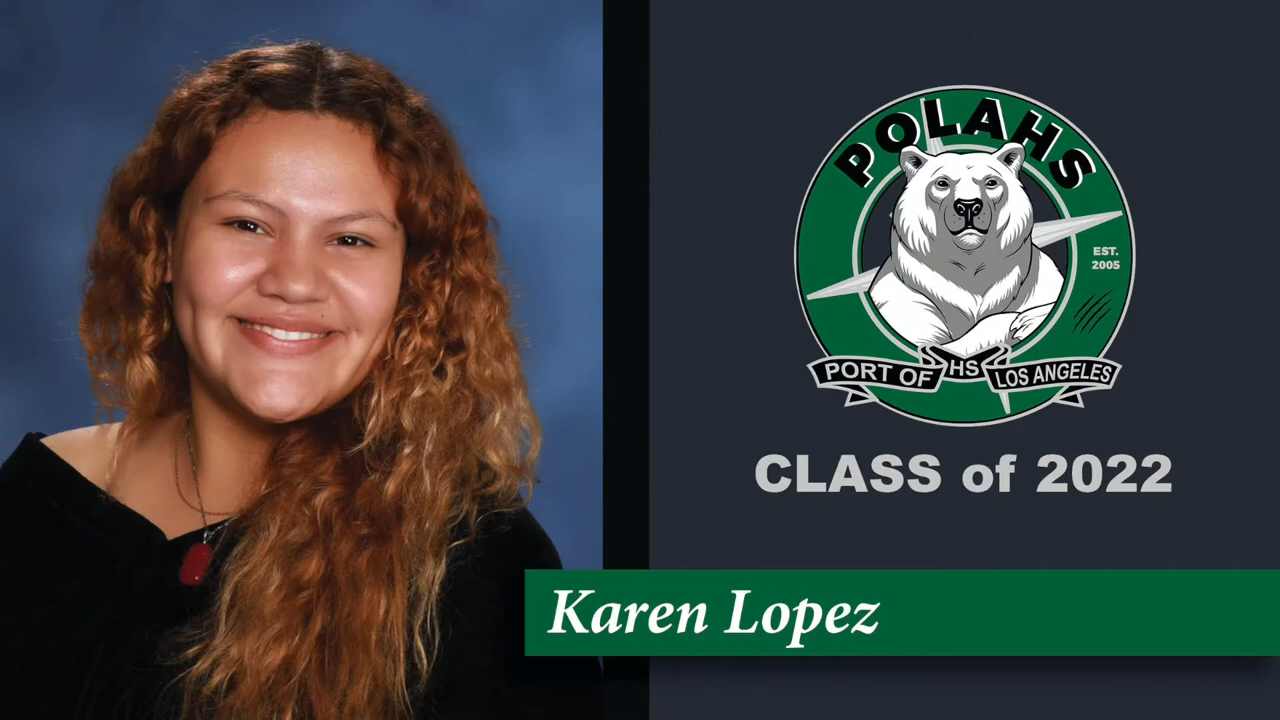 POLAHS
EST.
2005
PORT OF HS LOS ANGELES
CLASS of 2022
Karen Lopez